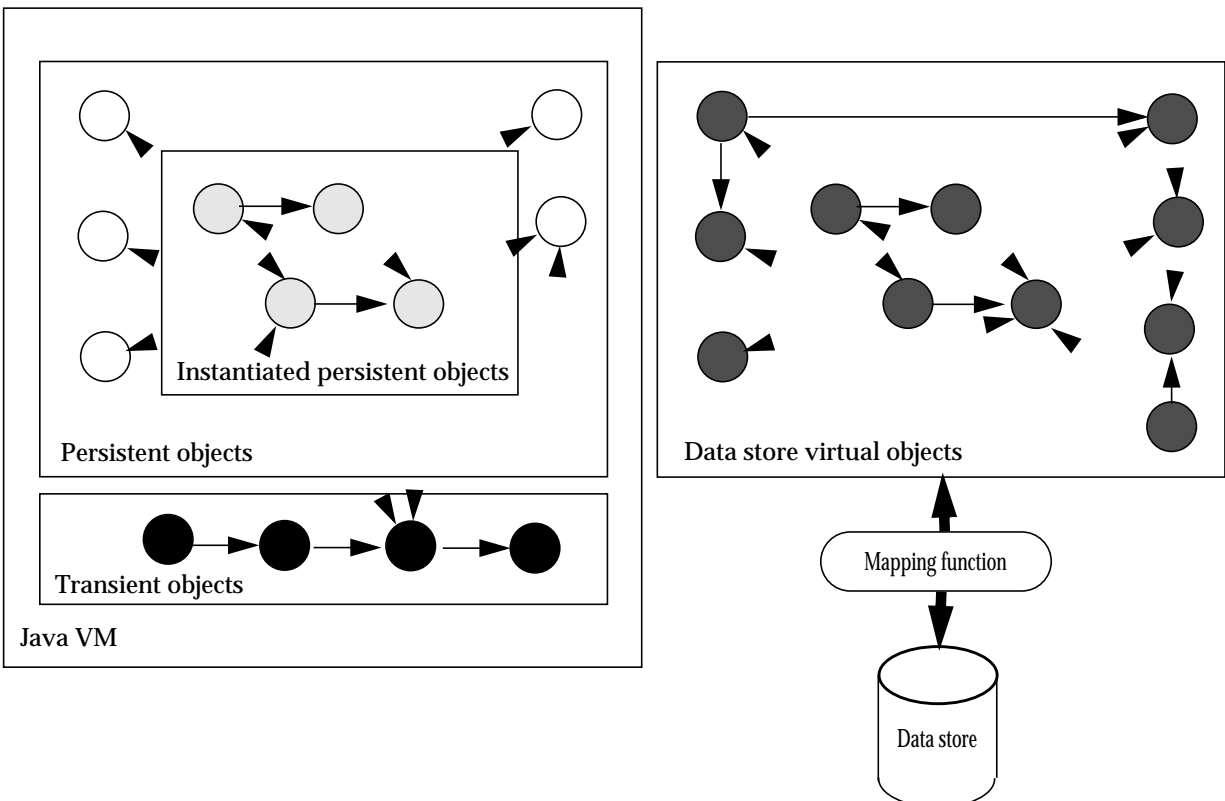 Instantiated persistent objects
Persistent objects
Transient objects
Java VM
Data store virtual objects
Mapping function
Data store